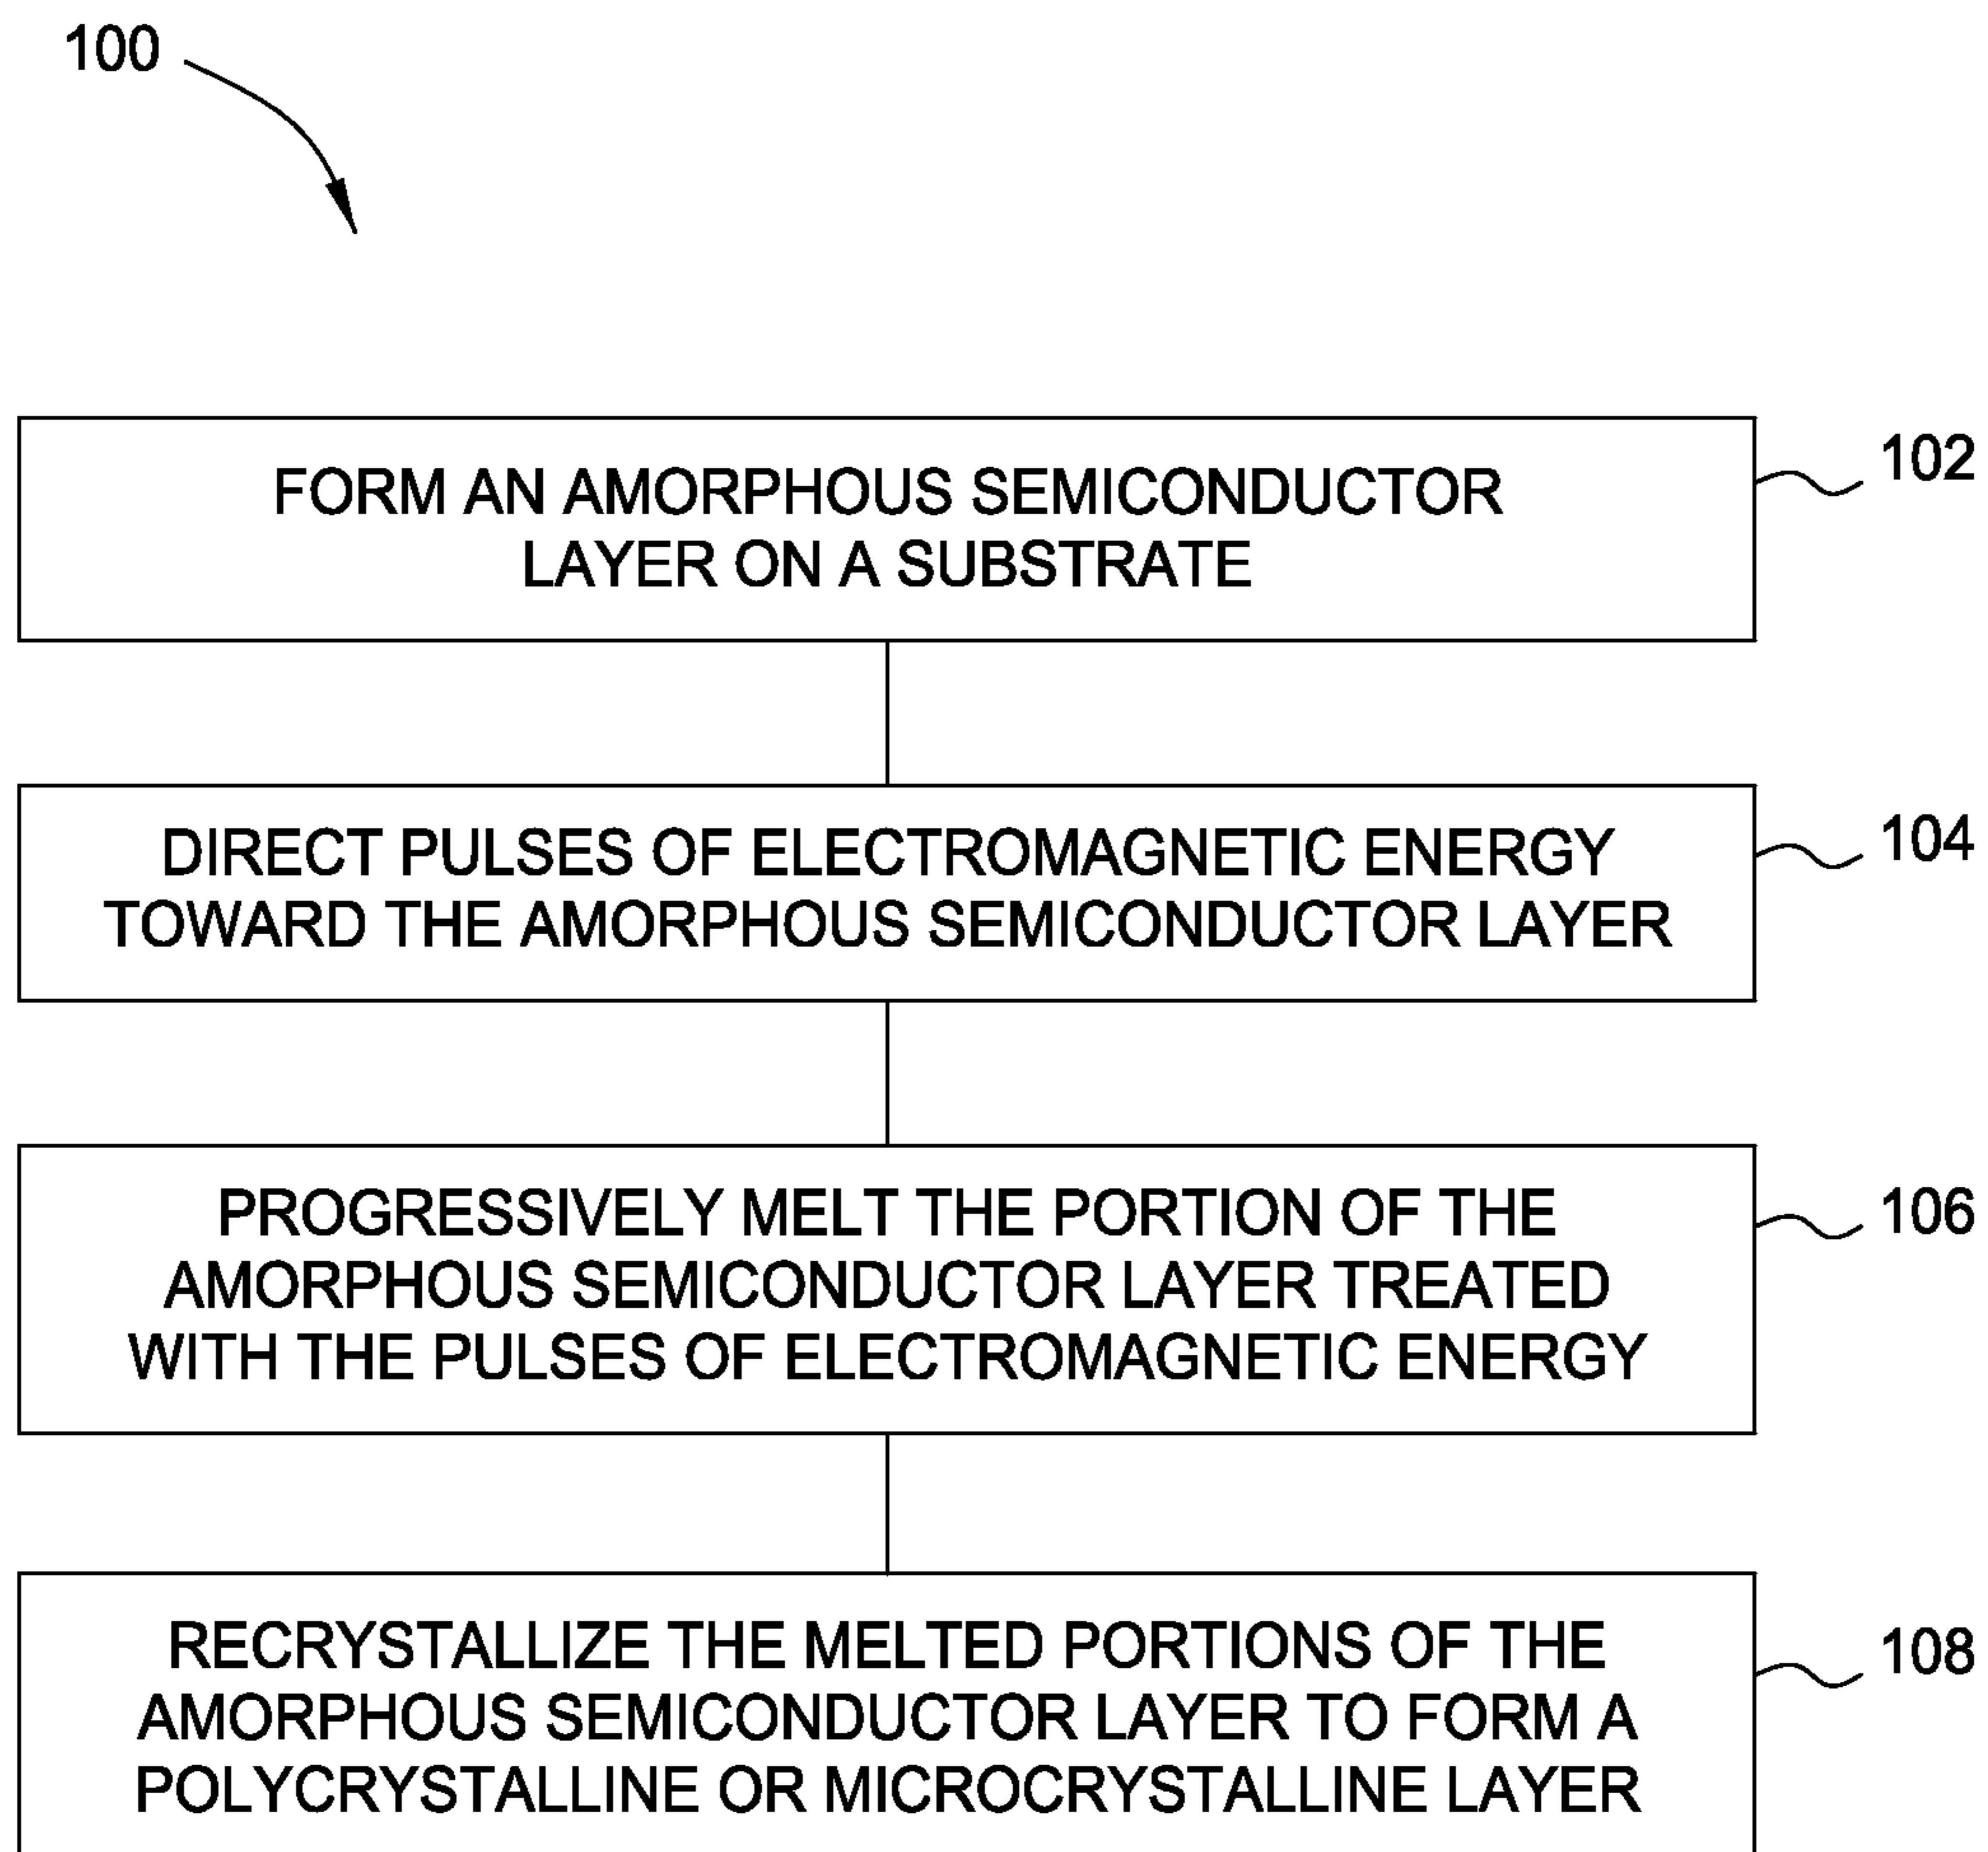 100
FORM AN AMORPHOUS SEMICONDUCTOR
LAYER ON A SUBSTRATE
102
DIRECT PULSES OF ELECTROMAGNETIC ENERGY
TOWARD THE AMORPHOUS SEMICONDUCTOR LAYER
104
PROGRESSIVELY MELT THE PORTION OF THE
AMORPHOUS SEMICONDUCTOR LAYER TREATED
WITH THE PULSES OF ELECTROMAGNETIC ENERGY
106
RECRYSTALLIZE THE MELTED PORTIONS OF THE
AMORPHOUS SEMICONDUCTOR LAYER TO FORM A
POLYCRYSTALLINE OR MICROCRYSTALLINE LAYER
108